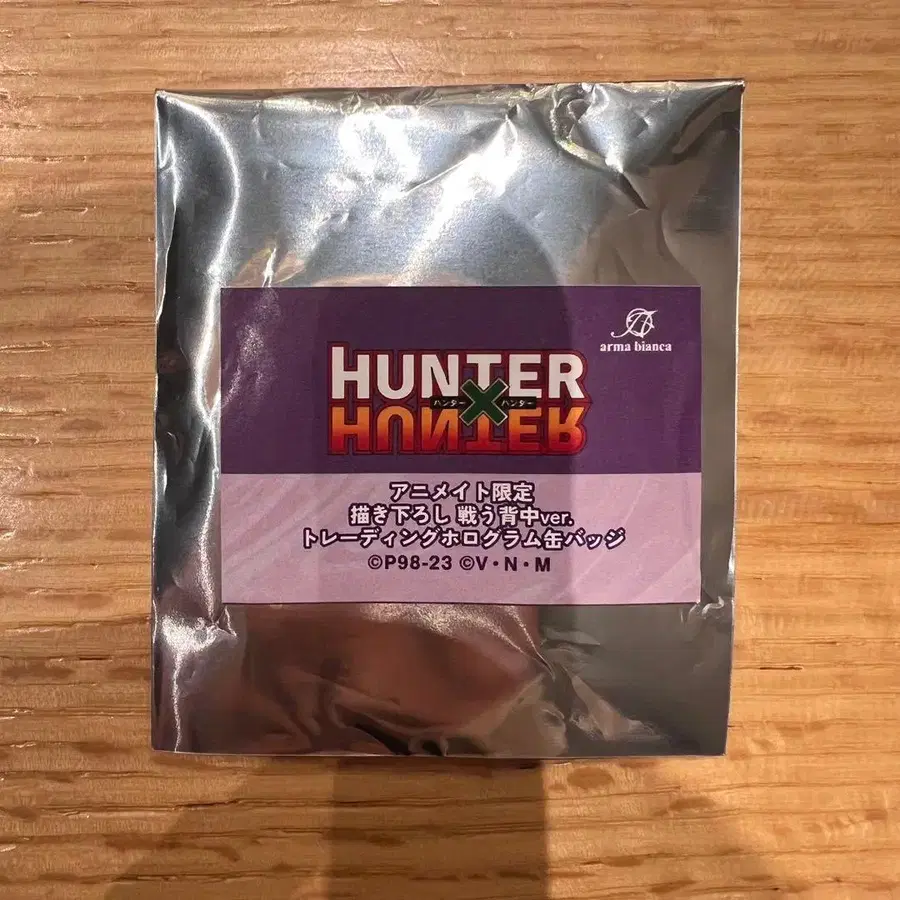 arma bianca
HUNTER
ハンター×ハンター
HUNTER
アニメイト限定
描き下ろし 戦う背中ver.
トレーディングホログラム缶バッジ
©P98-23 ©V・N・M